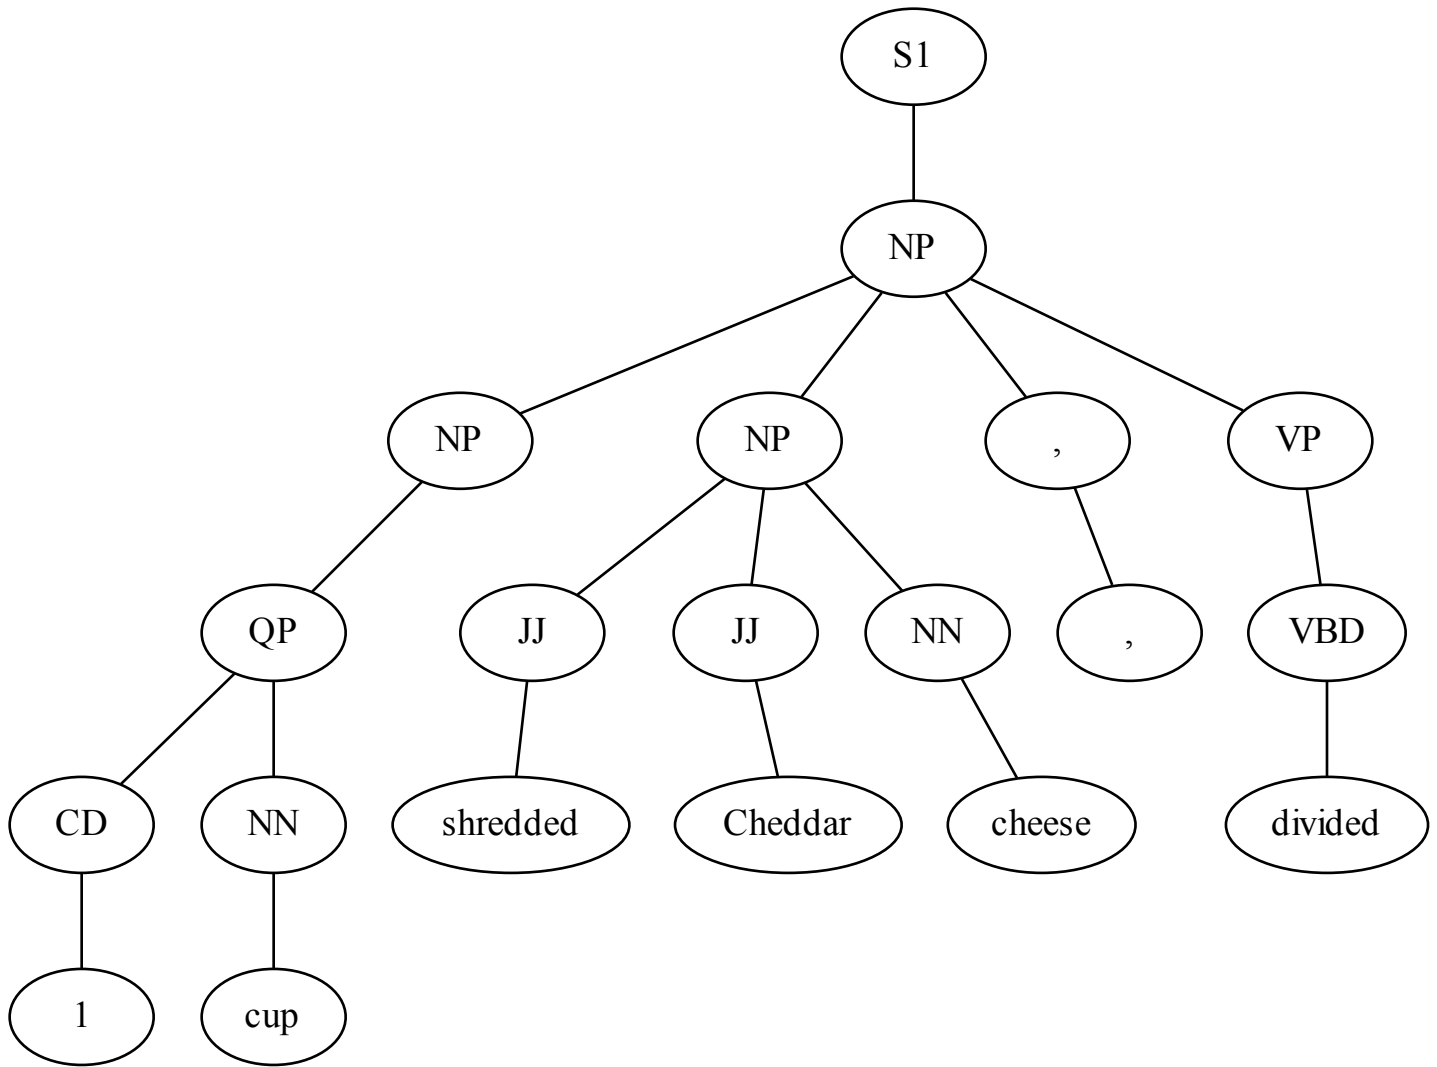 S1
NP
NP NP , VP
QP JJ JJ NN , VBD
CD NN shredded Cheddar cheese divided
1 cup